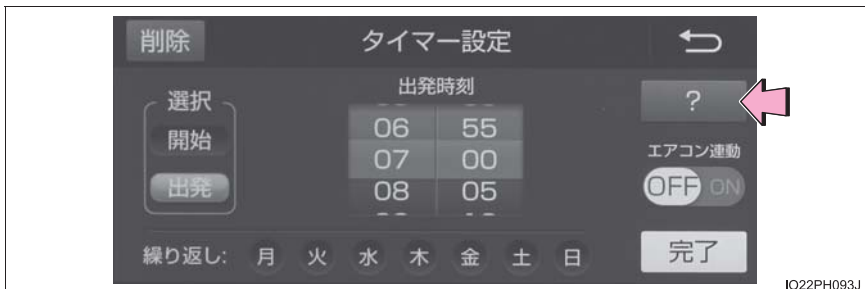 削除 タイマー設定
選択 出発時刻 ?
開始 06 55
07 00 エアコン連動
出発 08 05 OFF ON
繰り返し: 月 火 水 木 金 土 日 完了
IO22PH093J